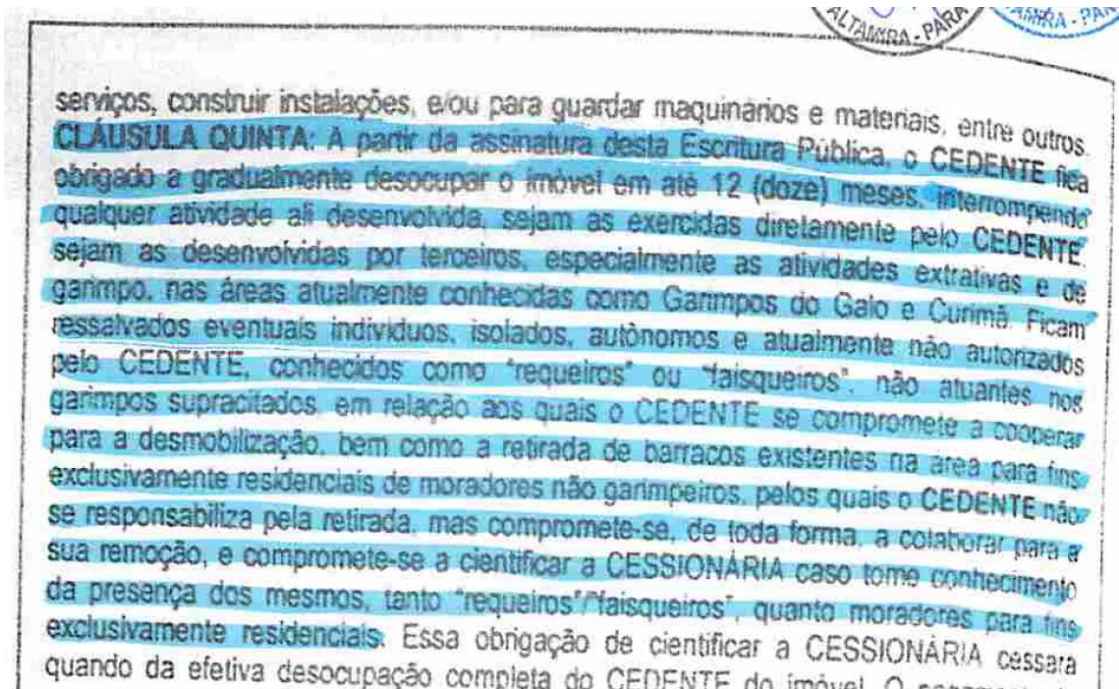 ALTAMIRA - PARÁ
serviços, construir instalações, e/ou para guardar maquinários e materiais, entre outros.
CLÁUSULA QUINTA: A partir da assinatura desta Escritura Pública, o CEDENTE fica
obrigado a gradualmente desocupar o imóvel em até 12 (doze) meses, interrompendo
qualquer atividade ali desenvolvida, sejam as exercidas diretamente pelo CEDENTE,
sejam as desenvolvidas por terceiros, especialmente as atividades extrativas e de
garimpo, nas áreas atualmente conhecidas como Garimpos do Galo e Curimã. Ficam
ressalvados eventuais indivíduos, isolados, autônomos e atualmente não autorizados
pelo CEDENTE, conhecidos como "requeiros" ou "faisqueiros", não atuantes nos
garimpos supracitados, em relação aos quais o CEDENTE se compromete a cooperar
para a desmobilização, bem como a retirada de barracos existentes na área para fins
exclusivamente residenciais de moradores não garimpeiros, pelos quais o CEDENTE não
se responsabiliza pela retirada, mas compromete-se, de toda forma, a colaborar para a
sua remoção, e compromete-se a cientificar a CESSIONÁRIA caso tome conhecimento
da presença dos mesmos, tanto "requeiros"/"faisqueiros", quanto moradores para fins
exclusivamente residenciais. Essa obrigação de cientificar a CESSIONÁRIA cessará
quando da efetiva desocupação completa do CEDENTE do imóvel. O